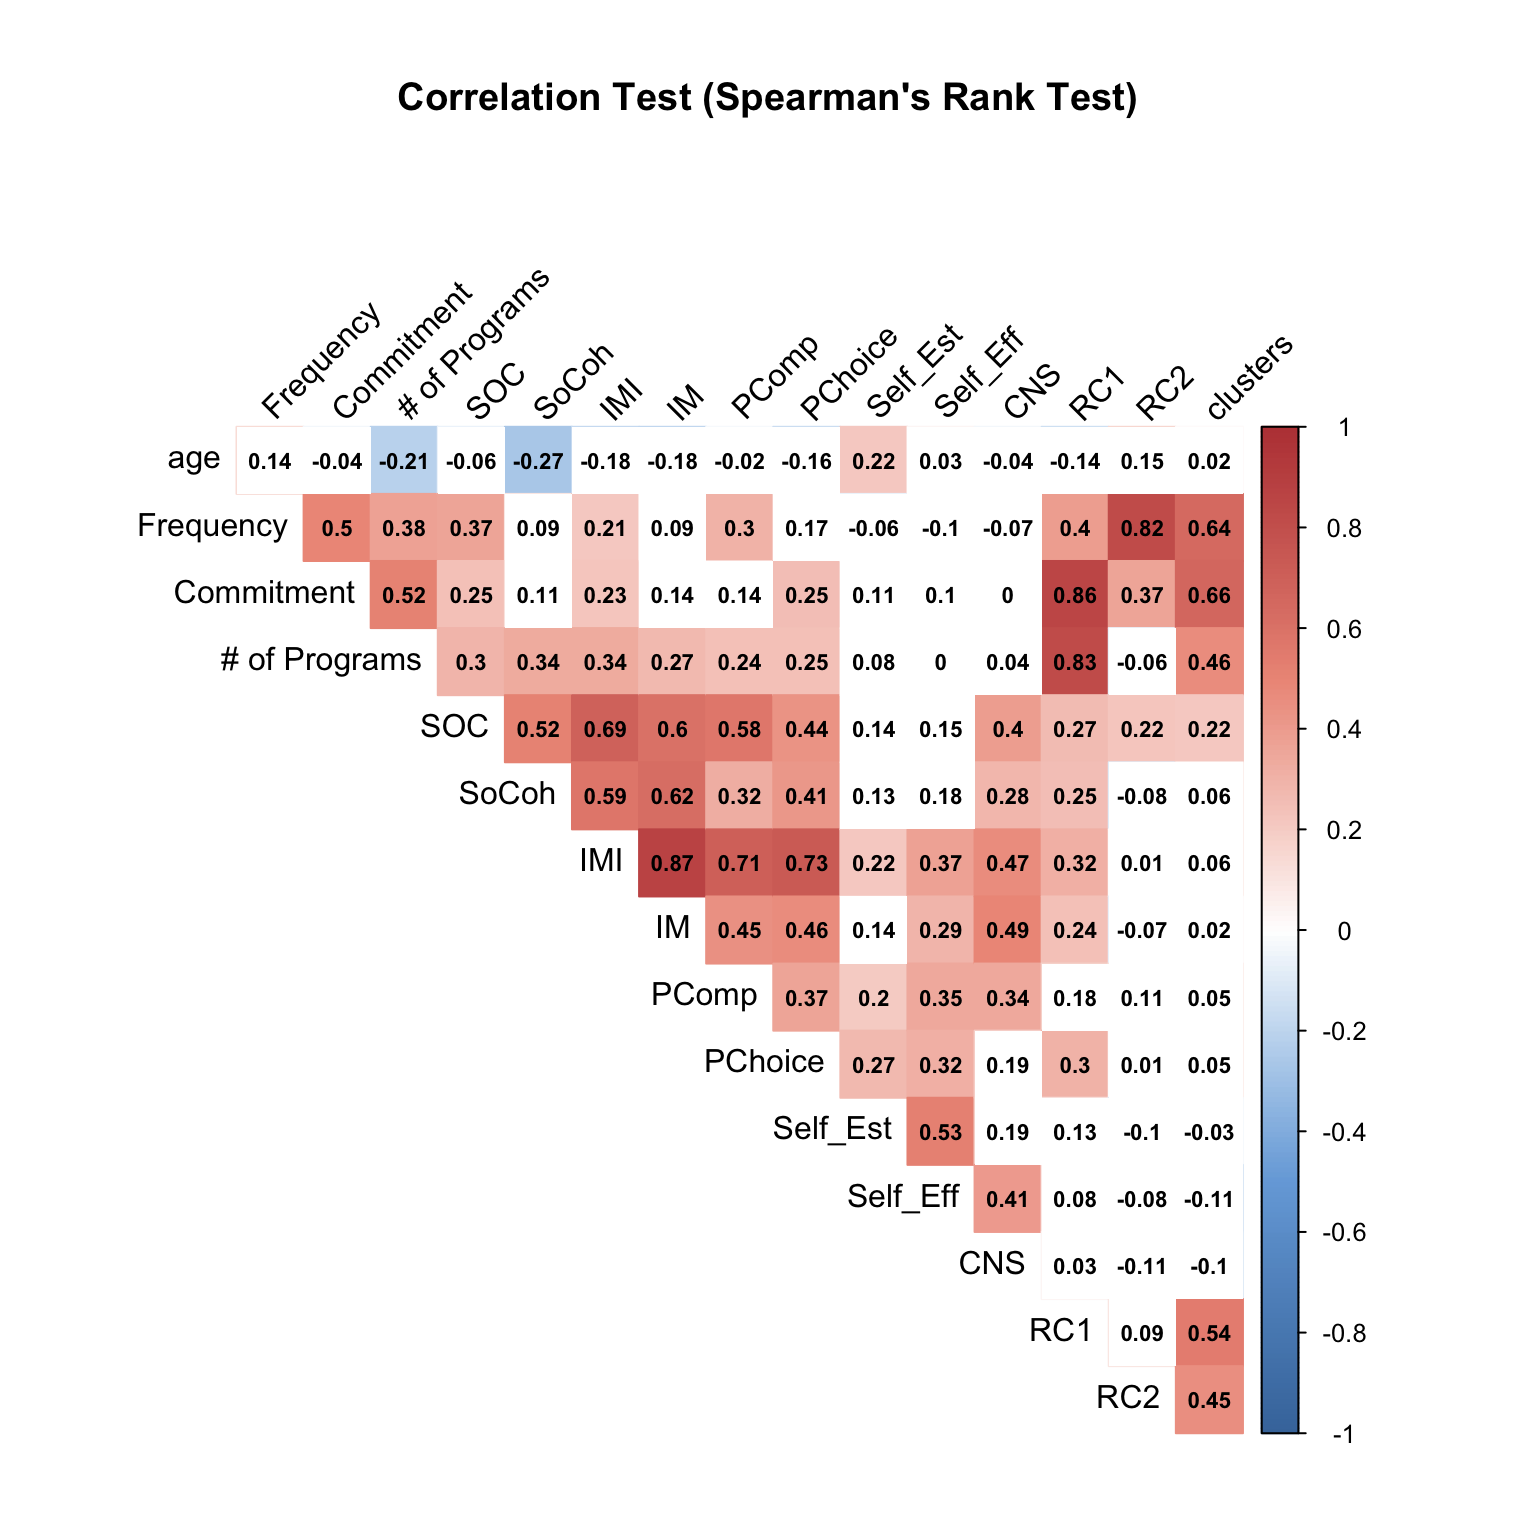 Correlation Test (Spearman's Rank Test)
Frequency
Commitment
# of Programs
SOC
SoCoh
IMI
IM
PComp
PChoice
Self_Est
Self_Eff
CNS
RC1
RC2
clusters
age 0.14 -0.04 -0.21 -0.06 -0.27 -0.18 -0.18 -0.02 -0.16 0.22 0.03 -0.04 -0.14 0.15 0.02
Frequency 0.5 0.38 0.37 0.09 0.21 0.09 0.3 0.17 -0.06 -0.1 -0.07 0.4 0.82 0.64
Commitment 0.52 0.25 0.11 0.23 0.14 0.14 0.25 0.11 0.1 0 0.86 0.37 0.66
# of Programs 0.3 0.34 0.34 0.27 0.24 0.25 0.08 0 0.04 0.83 -0.06 0.46
SOC 0.52 0.69 0.6 0.58 0.44 0.14 0.15 0.4 0.27 0.22 0.22
SoCoh 0.59 0.62 0.32 0.41 0.13 0.18 0.28 0.25 -0.08 0.06
IMI 0.87 0.71 0.73 0.22 0.37 0.47 0.32 0.01 0.06
IM 0.45 0.46 0.14 0.29 0.49 0.24 -0.07 0.02
PComp 0.37 0.2 0.35 0.34 0.18 0.11 0.05
PChoice 0.27 0.32 0.19 0.3 0.01 0.05
Self_Est 0.53 0.19 0.13 -0.1 -0.03
Self_Eff 0.41 0.08 -0.08 -0.11
CNS 0.03 -0.11 -0.1
RC1 0.09 0.54
RC2 0.45
1
0.8
0.6
0.4
0.2
0
-0.2
-0.4
-0.6
-0.8
-1